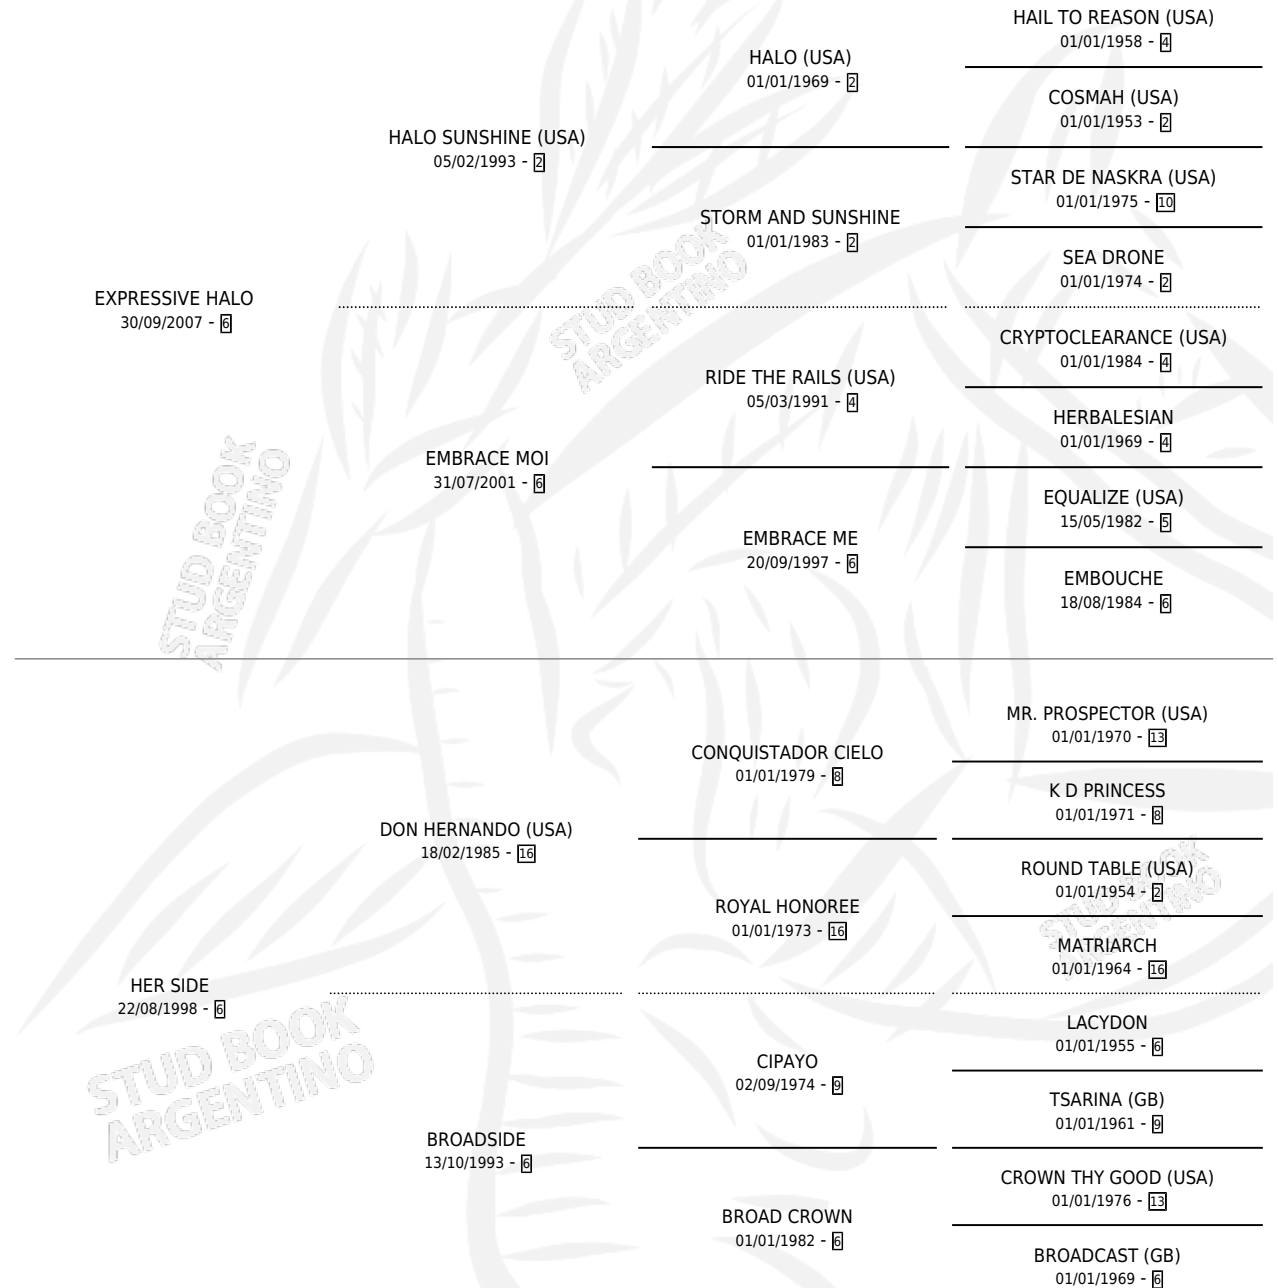 HAIL TO REASON (USA)
01/01/1958 - 4
HALO (USA)
01/01/1969 - 2
COSMAH (USA)
01/01/1953 - 2
HALO SUNSHINE (USA)
05/02/1993 - 2
STAR DE NASKRA (USA)
01/01/1975 - 10
STORM AND SUNSHINE
01/01/1983 - 2
SEA DRONE
01/01/1974 - 2
EXPRESSIVE HALO
30/09/2007 - 6
STUD BOOK
ARGENTINO
CRYPTOCLEARANCE (USA)
01/01/1984 - 4
RIDE THE RAILS (USA)
05/03/1991 - 4
HERBALESIAN
01/01/1969 - 4
EMBRACE MOI
31/07/2001 - 6
EQUALIZE (USA)
15/05/1982 - 5
EMBRACE ME
20/09/1997 - 6
EMBOUCHE
18/08/1984 - 6
STUD BOOK
ARGENTINO
MR. PROSPECTOR (USA)
01/01/1970 - 13
CONQUISTADOR CIELO
01/01/1979 - 8
K D PRINCESS
01/01/1971 - 8
DON HERNANDO (USA)
18/02/1985 - 16
ROUND TABLE (USA)
01/01/1954 - 2
STUD BOOK
ARGENTINO
ROYAL HONOREE
01/01/1973 - 16
MATRIARCH
01/01/1964 - 16
HER SIDE
22/08/1998 - 6
STUD BOOK
ARGENTINO
LACYDON
01/01/1955 - 6
CIPAYO
02/09/1974 - 9
TSARINA (GB)
01/01/1961 - 9
BROADSIDE
13/10/1993 - 6
CROWN THY GOOD (USA)
01/01/1976 - 13
BROAD CROWN
01/01/1982 - 6
BROADCAST (GB)
01/01/1969 - 6